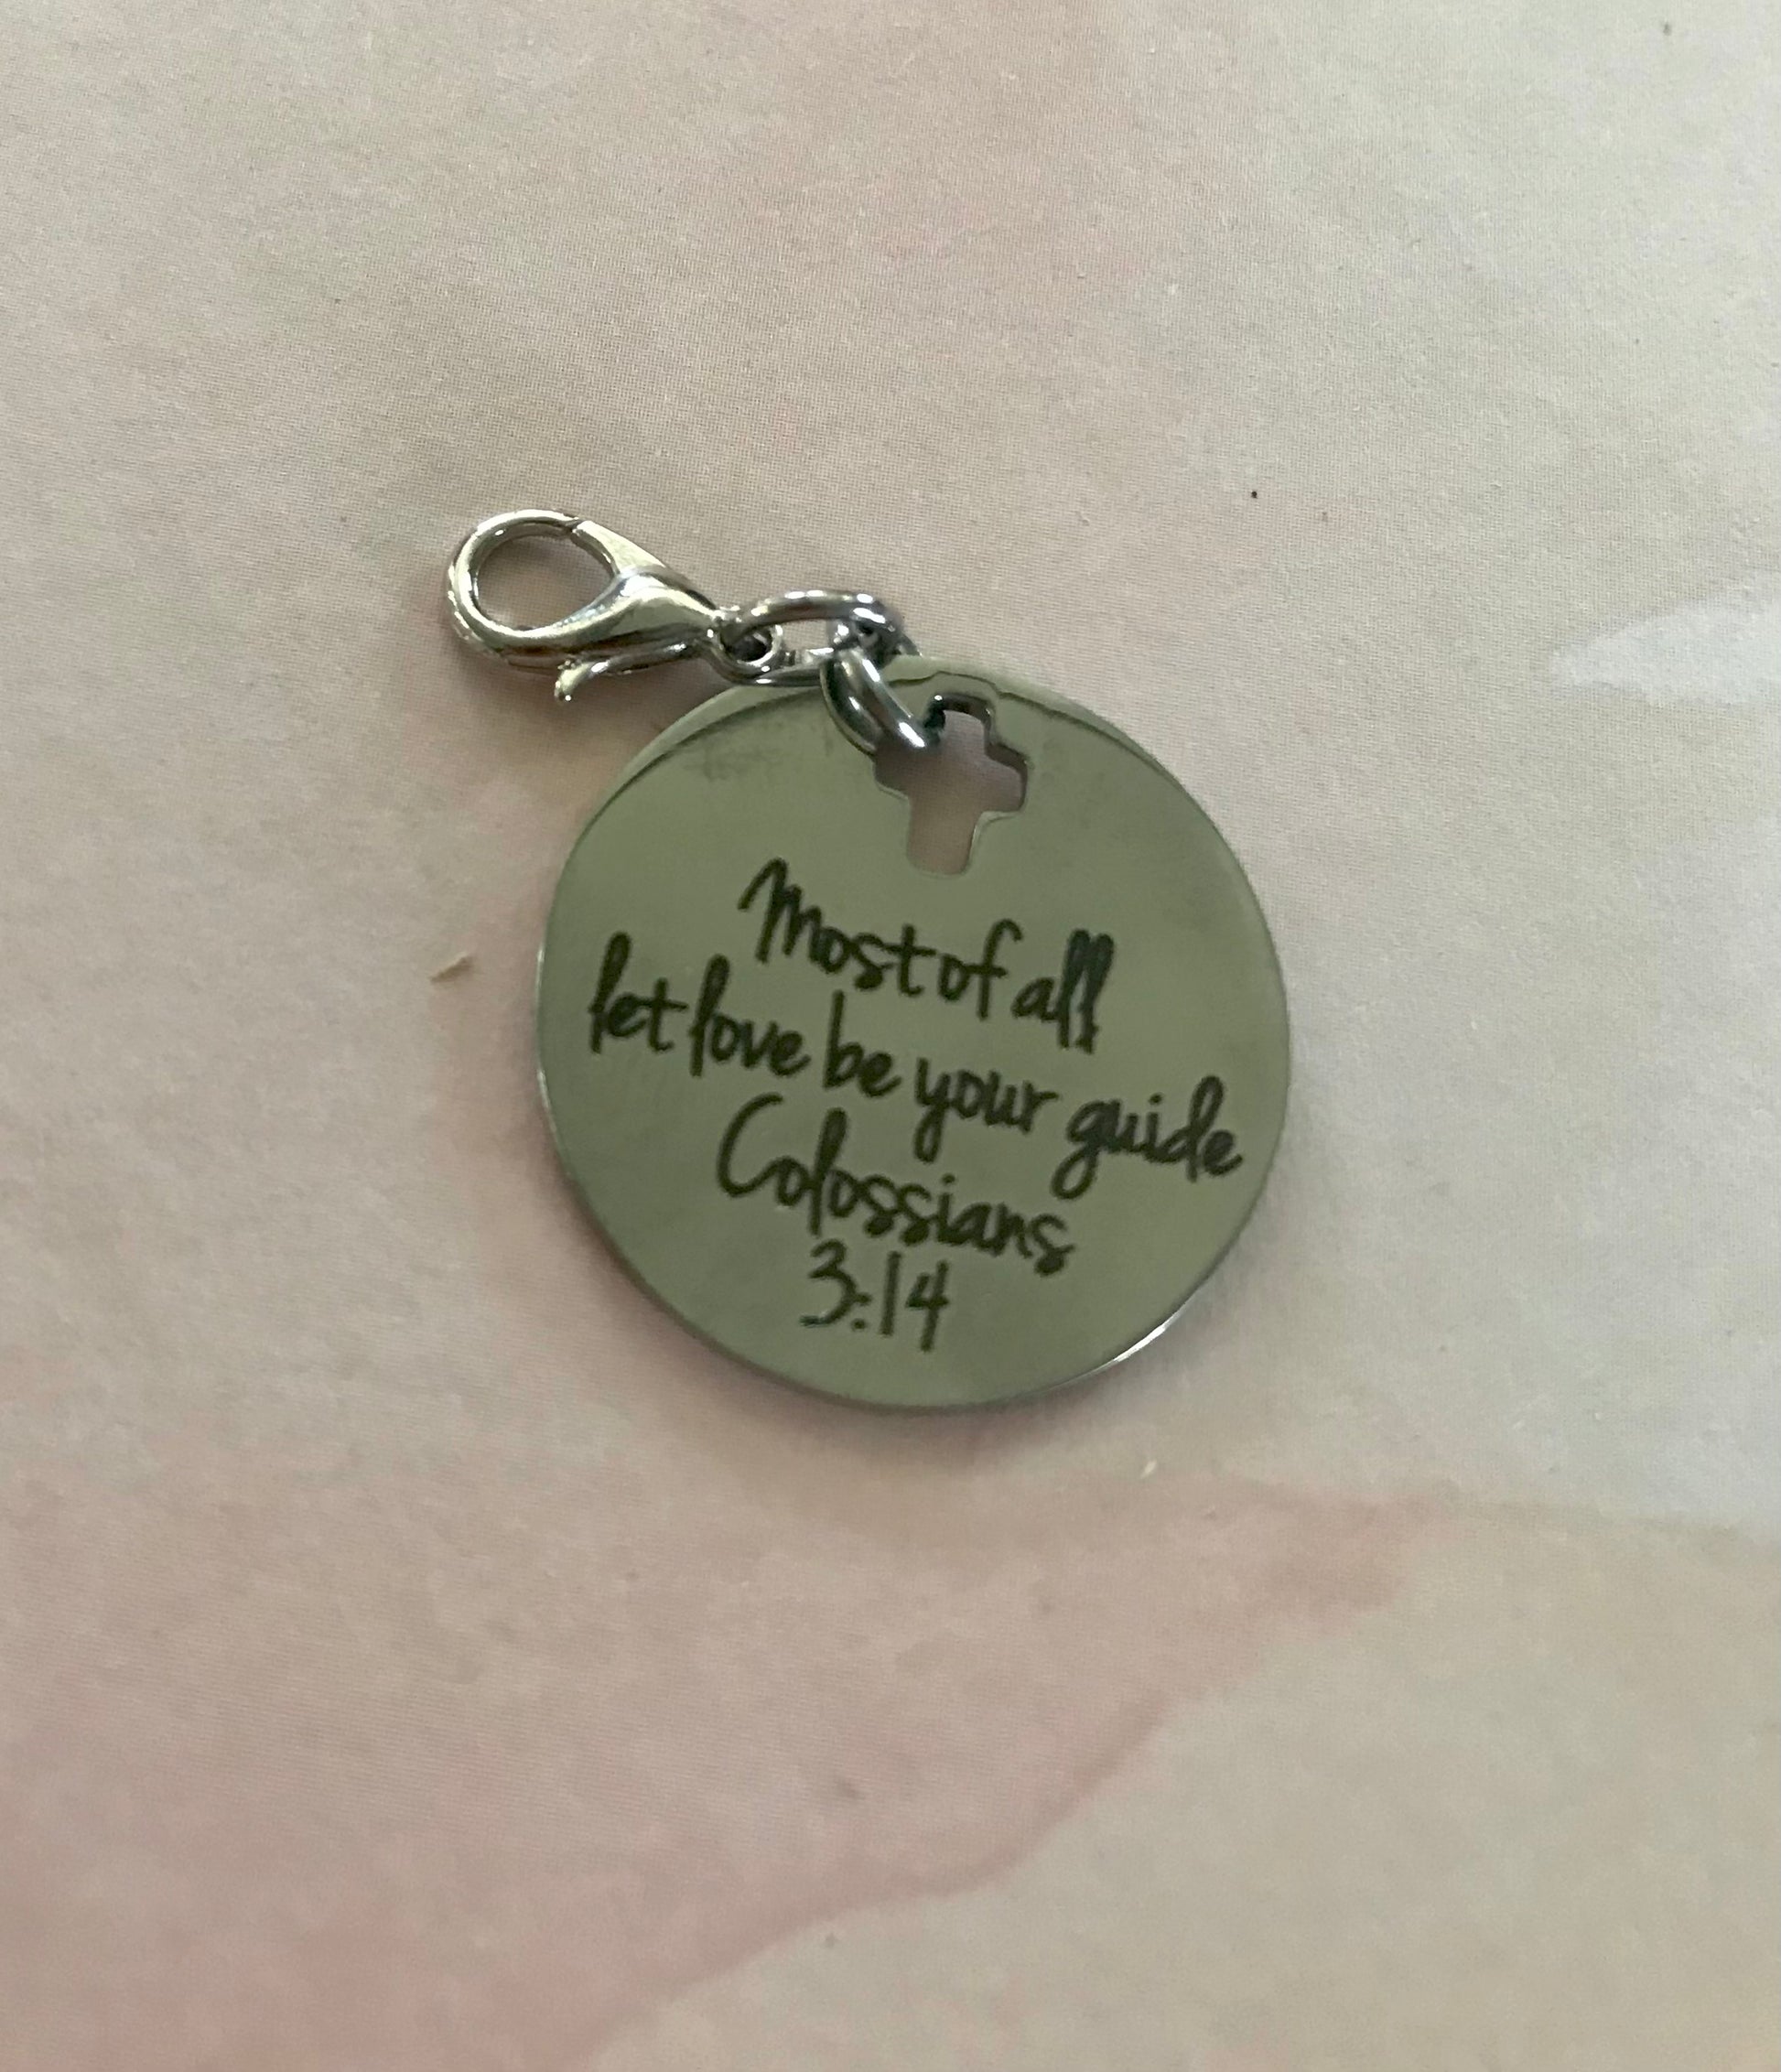 Most of all
let love be your guide
Colossians
3:14